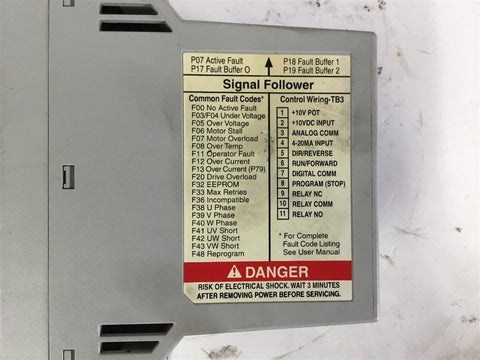 P07 Active Fault
P17 Fault Buffer O
P18 Fault Buffer 1
P19 Fault Buffer 2
Signal Follower
Common Fault Codes*
F00 No Active Fault
F03/F04 Under Voltage
F05 Over Voltage
F06 Motor Stall
F07 Motor Overload
F08 Over Temp
F11 Operator Fault
F12 Over Current
F13 Over Current (P79)
F20 Drive Overload
F32 EEPROM
F33 Max Retries
F36 Incompatible
F38 U Phase
F39 V Phase
F40 W Phase
F41 UV Short
F42 UW Short
F43 VW Short
F48 Reprogram
Control Wiring-TB3
1 +10V POT
2 +10VDC INPUT
3 ANALOG COMM
4 4-20MA INPUT
5 DIR/REVERSE
6 RUN/FORWARD
7 DIGITAL COMM
8 PROGRAM (STOP)
9 RELAY NC
10 RELAY COMM
11 RELAY NO
* For Complete
Fault Code Listing
See User Manual
DANGER
RISK OF ELECTRICAL SHOCK. WAIT 3 MINUTES
AFTER REMOVING POWER BEFORE SERVICING.